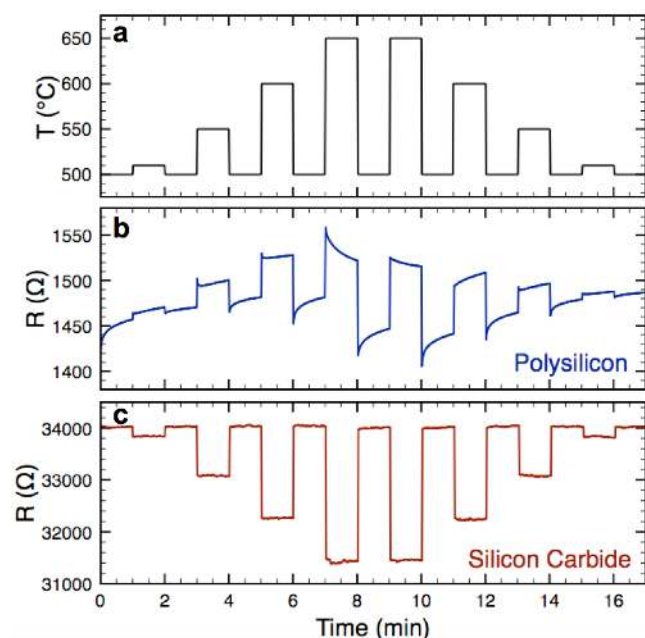 a
T (°C)
650
600
550
500
b
R (Ω)
1550
1500
1450
1400
Polysilicon
c
R (Ω)
34000
33000
32000
31000
Silicon Carbide
0 2 4 6 8 10 12 14 16
Time (min)